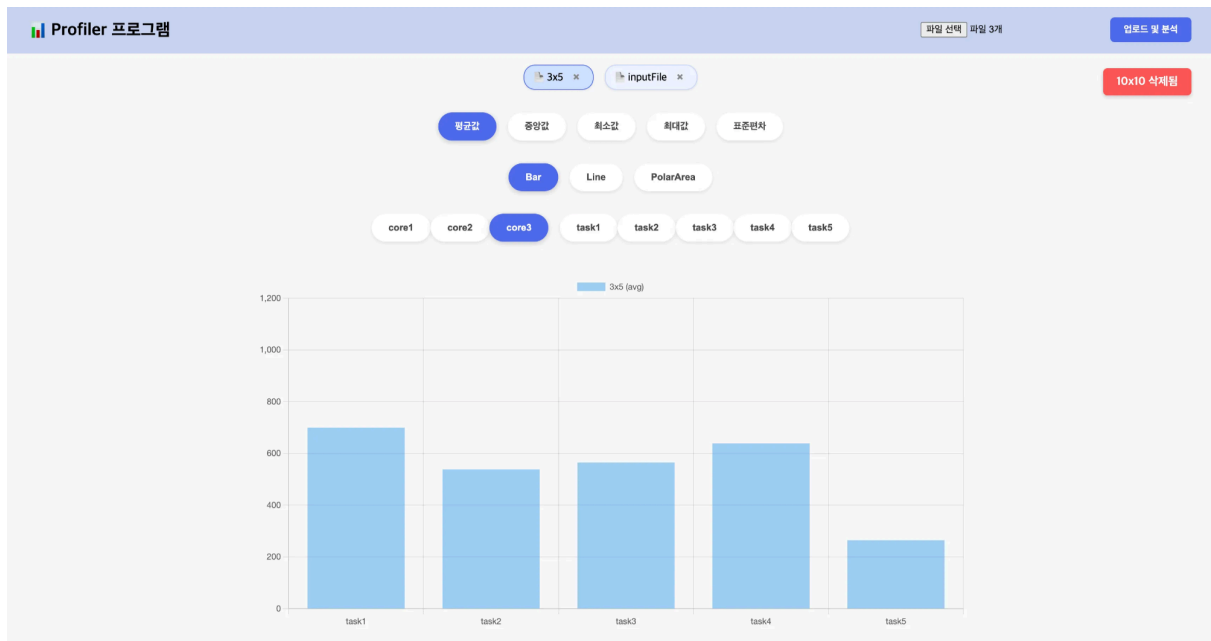 Profiler 프로그램
파일 선택 파일 3개
업로드 및 분석
3x5 ×
inputFile ×
10x10 삭제됨
평균값 중앙값 최소값 최대값 표준편차
Bar Line PolarArea
core1 core2 core3 task1 task2 task3 task4 task5
3x5 (avg)
1,200
1,000
800
600
400
200
0
task1 task2 task3 task4 task5